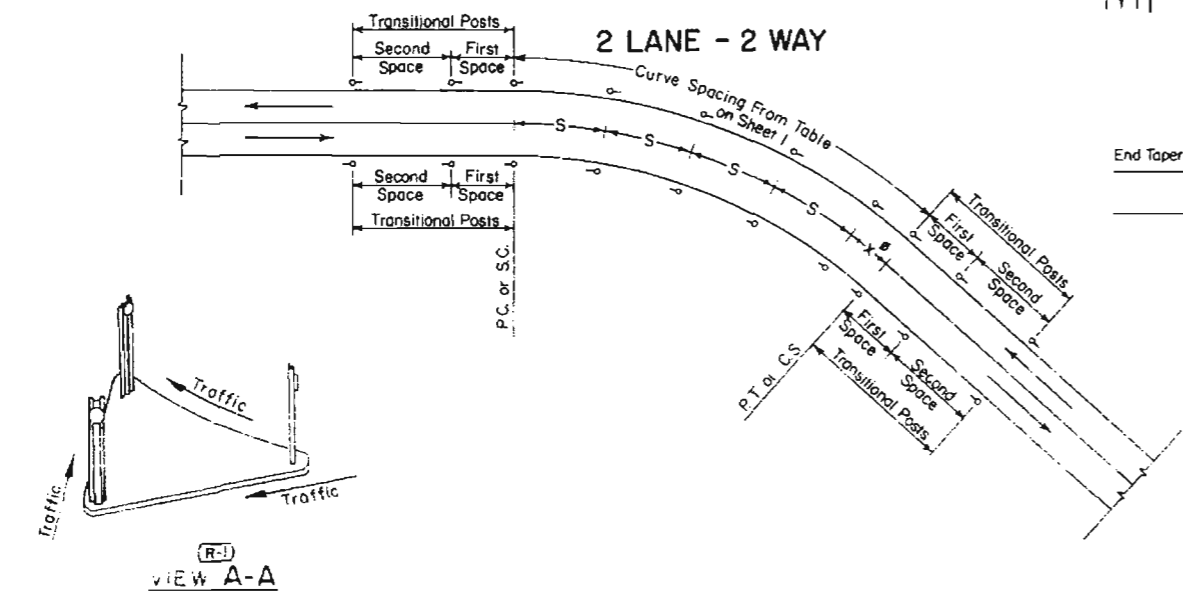 2 LANE - 2 WAY
Transitional Posts
Second
Space
First
Space
Curve Spacing From Table
on Sheet 1
S
S
S
S
X ø
End Taper
Second
Space
First
Space
Transitional Posts
P.C. or S.C.
Transitional Posts
First
Space
Second
Space
P.T. or C.S.
First
Space
Second
Space
Transitional Posts
Traffic
Traffic
Traffic
R-1
VIEW A-A